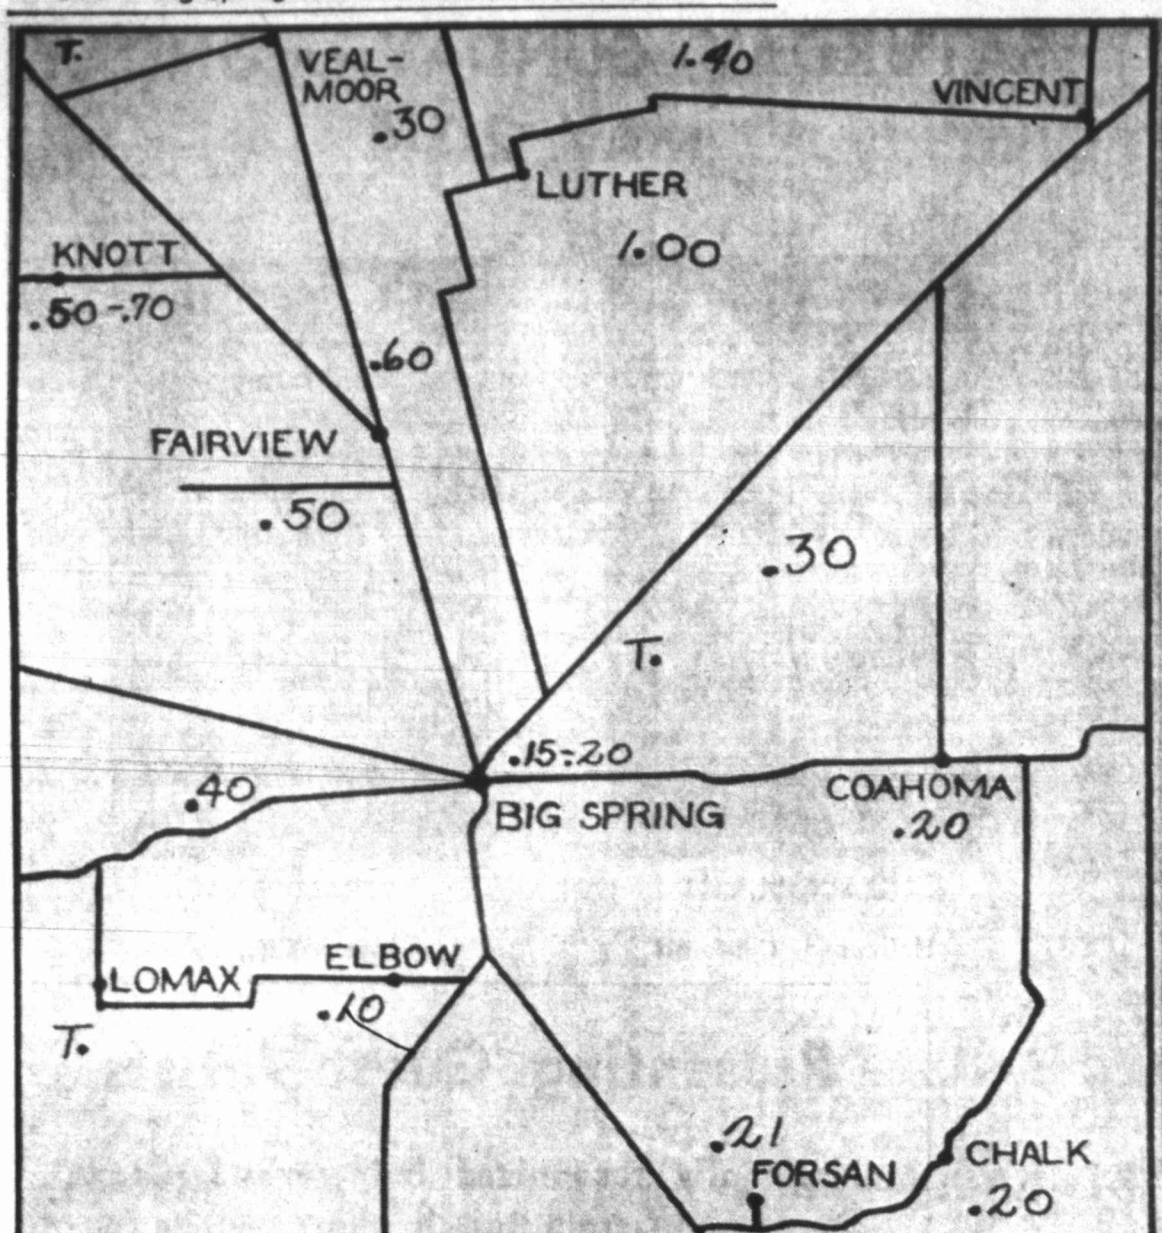 T.
VEAL-
MOOR
.30
1.40
VINCENT
LUTHER
1.00
KNOTT
.50-.70
.60
FAIRVIEW
.50
.30
T.
.15-.20
.40
BIG SPRING
COAHOMA
.20
ELBOW
LOMAX
.10
T.
.21
FORSAN
CHALK
.20